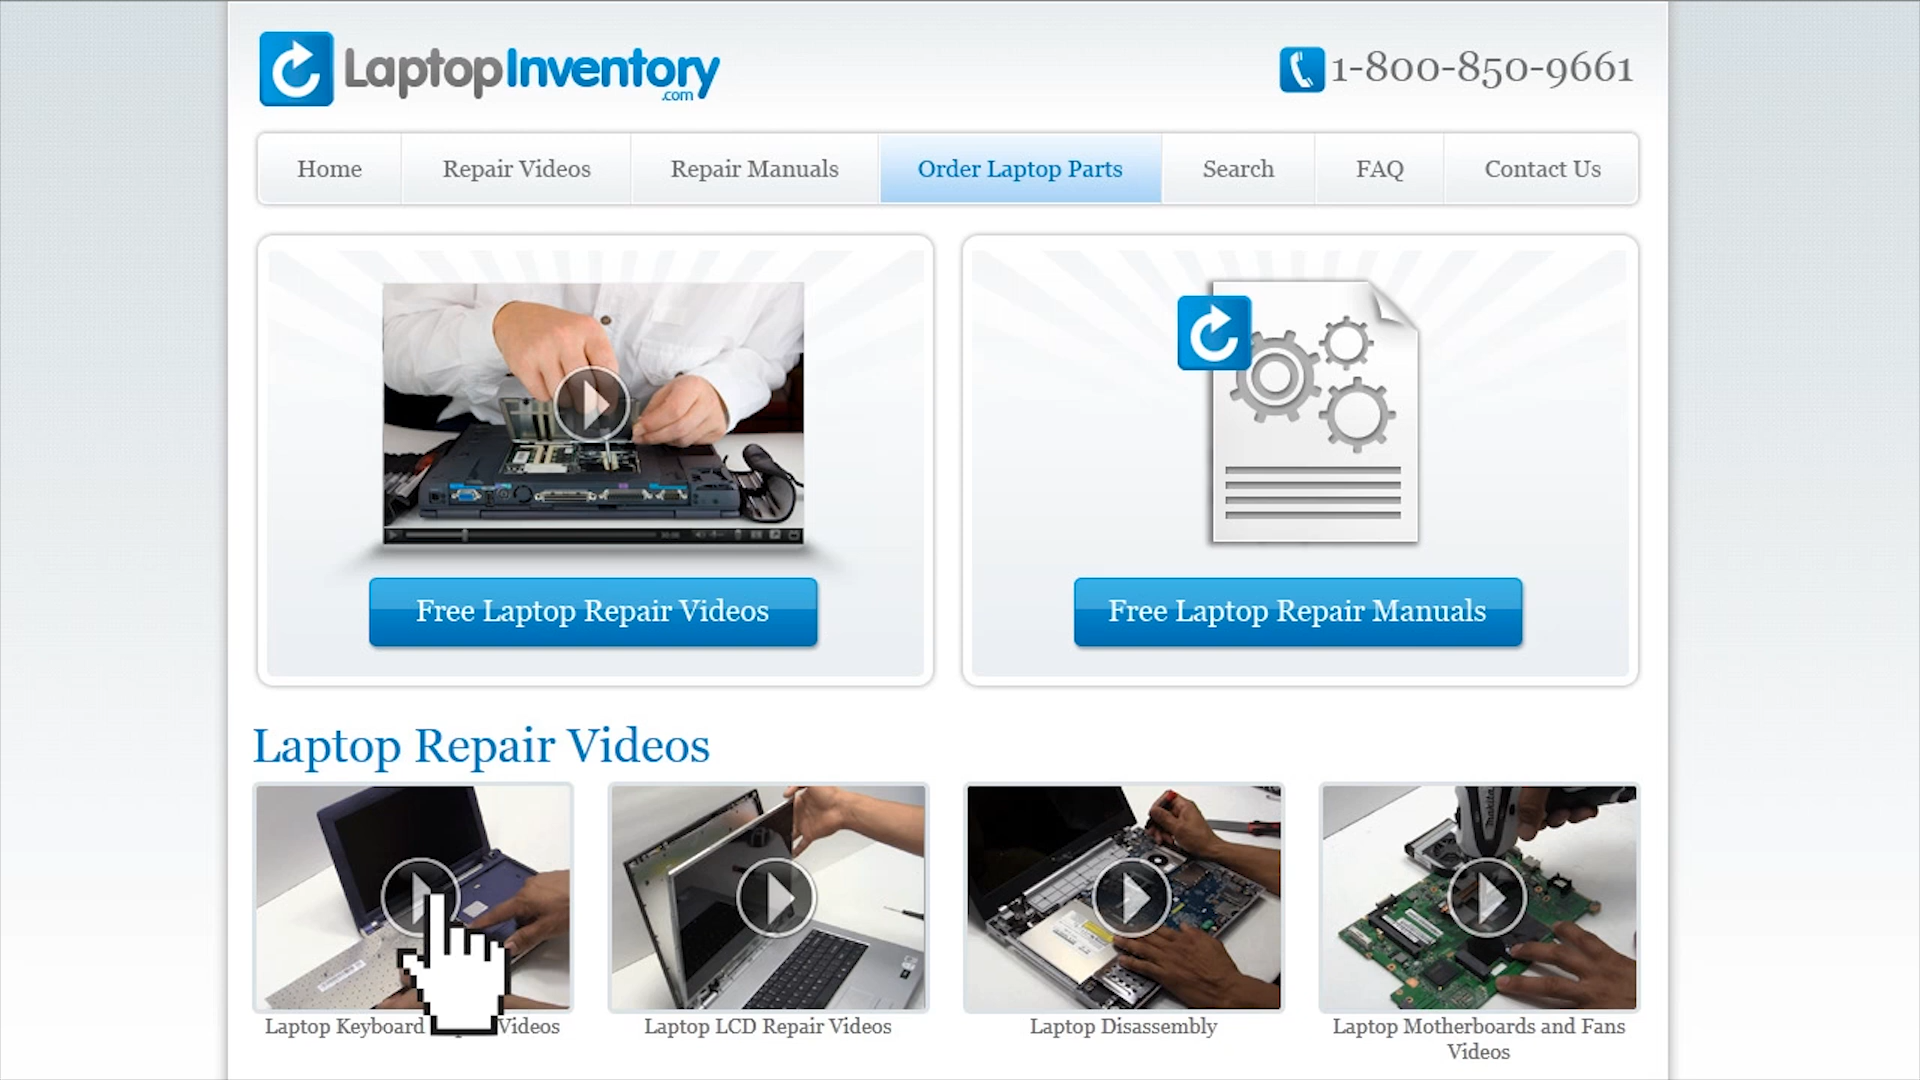 LaptopInventory
.com
1-800-850-9661
Home
Repair Videos
Repair Manuals
Order Laptop Parts
Search
FAQ
Contact Us
Free Laptop Repair Videos
Free Laptop Repair Manuals
Laptop Repair Videos
makita
Laptop Keyboard Videos
Laptop LCD Repair Videos
Laptop Disassembly
Laptop Motherboards and Fans
Videos